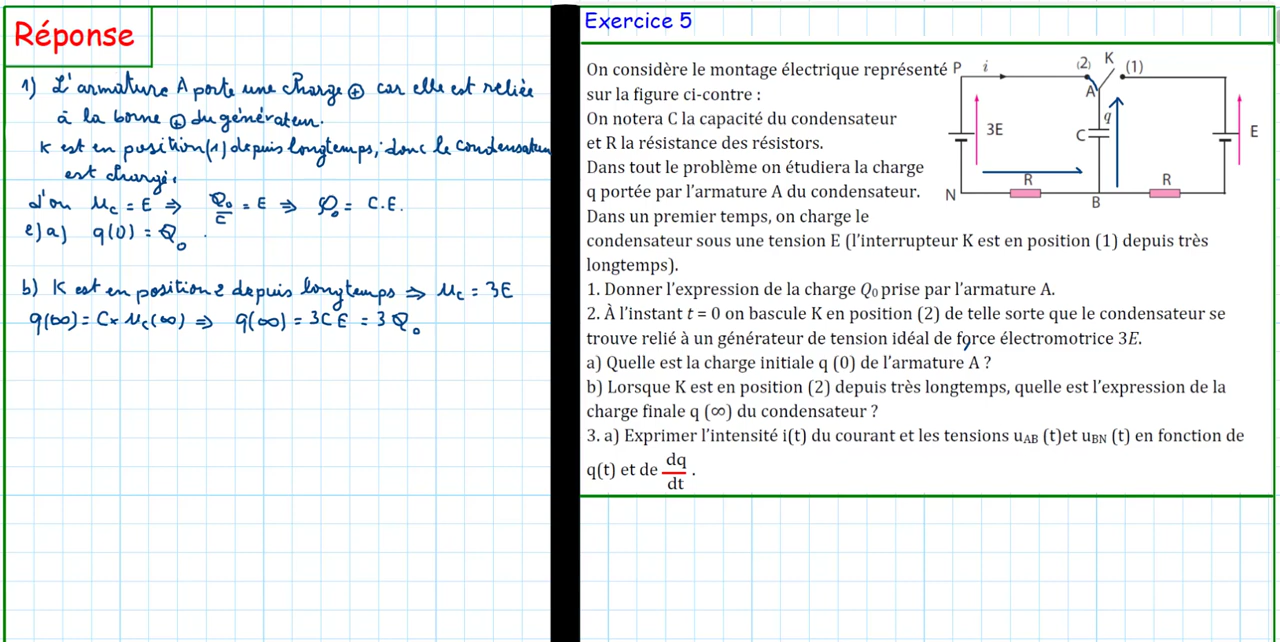 Réponse
1) L'armature A porte une charge ⊕ car elle est reliée
à la borne ⊕ du générateur.
K est en position (1) depuis longtemps, donc le condensateur
est chargé.
d'où u_C = E ⇒ Q₀/C = E ⇒ Q₀ = C.E.
2) a) q(0) = Q₀.
b) K est en position 2 depuis longtemps ⇒ u_C = 3E
q(∞) = C × u_C(∞) ⇒ q(∞) = 3CE = 3Q₀
Exercice 5
On considère le montage électrique représenté
sur la figure ci-contre :
On notera C la capacité du condensateur
et R la résistance des résistors.
Dans tout le problème on étudiera la charge
q portée par l'armature A du condensateur.
Dans un premier temps, on charge le
condensateur sous une tension E (l'interrupteur K est en position (1) depuis très
longtemps).
1. Donner l'expression de la charge Q₀ prise par l'armature A.
2. À l'instant t = 0 on bascule K en position (2) de telle sorte que le condensateur se
trouve relié à un générateur de tension idéal de force électromotrice 3E.
a) Quelle est la charge initiale q (0) de l'armature A ?
b) Lorsque K est en position (2) depuis très longtemps, quelle est l'expression de la
charge finale q (∞) du condensateur ?
3. a) Exprimer l'intensité i(t) du courant et les tensions uAB (t)et uBN (t) en fonction de
q(t) et de dq/dt .
P i (2) K (1)
A
q
3E C E
R R
N B